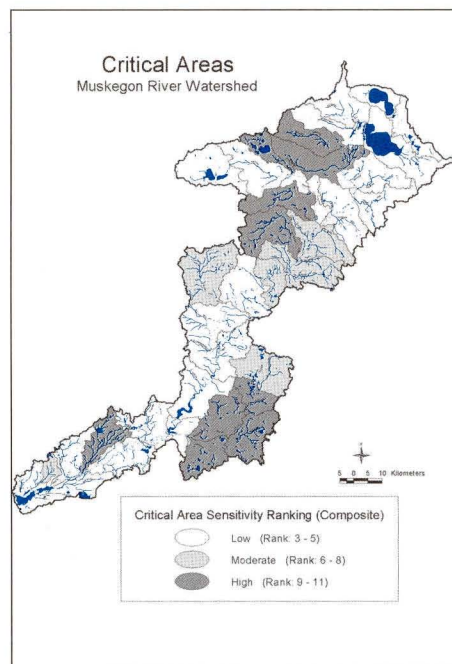 Critical Areas
Muskegon River Watershed
5 0 5 10 Kilometers
Critical Area Sensitivity Ranking (Composite)
Low (Rank: 3 - 5)
Moderate (Rank: 6 - 8)
High (Rank: 9 - 11)